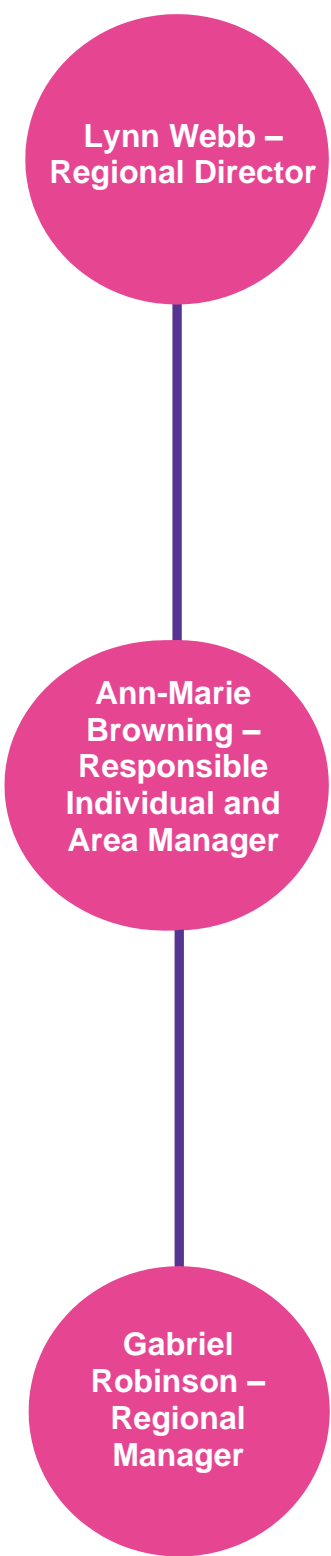 Lynn Webb –
Regional Director
Ann-Marie
Browning –
Responsible
Individual and
Area Manager
Gabriel
Robinson –
Regional
Manager